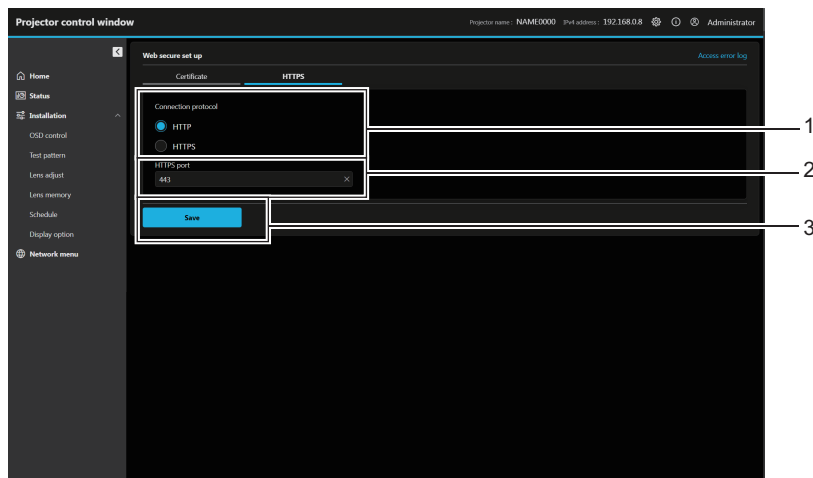 Projector control window
Projector name : NAME0000 IPv4 address : 192.168.0.8 Administrator
Home
Status
Installation
OSD control
Test pattern
Lens adjust
Lens memory
Schedule
Display option
Network menu
Web secure set up
Access error log
Certificate HTTPS
Connection protocol
HTTP
HTTPS
HTTPS port
443
Save
1
2
3